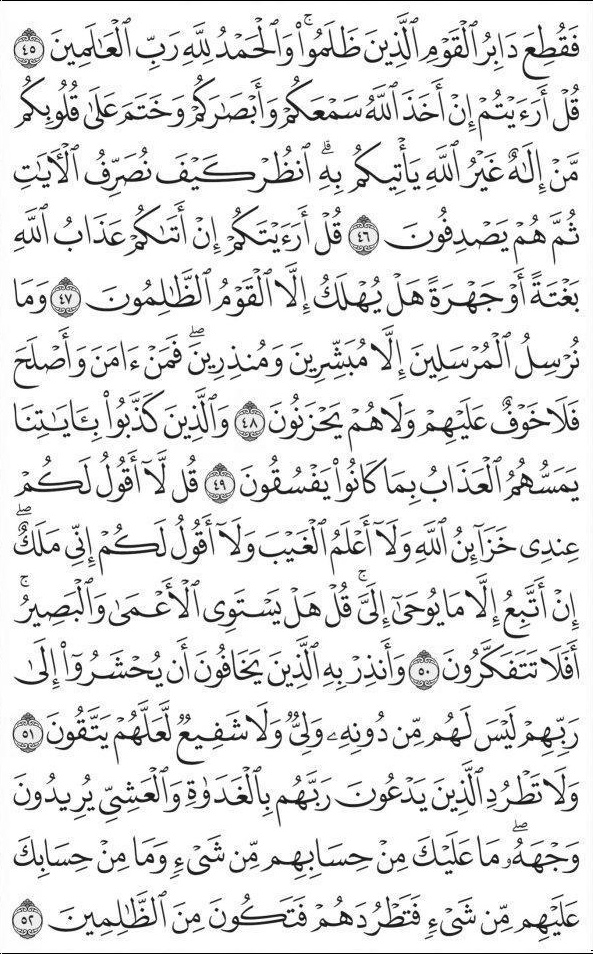 فَقُطِعَ دَابِرُ ٱلْقَوْمِ ٱلَّذِينَ ظَلَمُوا۟ ۚ وَٱلْحَمْدُ لِلَّهِ رَبِّ ٱلْعَٰلَمِينَ ٤٥
قُلْ أَرَءَيْتُمْ إِنْ أَخَذَ ٱللَّهُ سَمْعَكُمْ وَأَبْصَٰرَكُمْ وَخَتَمَ عَلَىٰ قُلُوبِكُم
مَّنْ إِلَٰهٌ غَيْرُ ٱللَّهِ يَأْتِيكُم بِهِ ۗ ٱنظُرْ كَيْفَ نُصَرِّفُ ٱلْءَايَٰتِ
ثُمَّ هُمْ يَصْدِفُونَ ٤٦ قُلْ أَرَءَيْتَكُمْ إِنْ أَتَىٰكُمْ عَذَابُ ٱللَّهِ
بَغْتَةً أَوْ جَهْرَةً هَلْ يُهْلَكُ إِلَّا ٱلْقَوْمُ ٱلظَّٰلِمُونَ ٤٧ وَمَا
نُرْسِلُ ٱلْمُرْسَلِينَ إِلَّا مُبَشِّرِينَ وَمُنذِرِينَ ۖ فَمَنْ ءَامَنَ وَأَصْلَحَ
فَلَا خَوْفٌ عَلَيْهِمْ وَلَا هُمْ يَحْزَنُونَ ٤٨ وَٱلَّذِينَ كَذَّبُوا۟ بِـَٔايَٰتِنَا
يَمَسُّهُمُ ٱلْعَذَابُ بِمَا كَانُوا۟ يَفْسُقُونَ ٤٩ قُل لَّآ أَقُولُ لَكُمْ
عِندِى خَزَآئِنُ ٱللَّهِ وَلَآ أَعْلَمُ ٱلْغَيْبَ وَلَآ أَقُولُ لَكُمْ إِنِّى مَلَكٌ ۖ
إِنْ أَتَّبِعُ إِلَّا مَا يُوحَىٰٓ إِلَىَّ ۚ قُلْ هَلْ يَسْتَوِى ٱلْأَعْمَىٰ وَٱلْبَصِيرُ ۚ
أَفَلَا تَتَفَكَّرُونَ ٥٠ وَأَنذِرْ بِهِ ٱلَّذِينَ يَخَافُونَ أَن يُحْشَرُوٓا۟ إِلَىٰ
رَبِّهِمْ لَيْسَ لَهُم مِّن دُونِهِۦ وَلِىٌّ وَلَا شَفِيعٌ لَّعَلَّهُمْ يَتَّقُونَ ٥١
وَلَا تَطْرُدِ ٱلَّذِينَ يَدْعُونَ رَبَّهُم بِٱلْغَدَوٰةِ وَٱلْعَشِىِّ يُرِيدُونَ
وَجْهَهُۥ ۖ مَا عَلَيْكَ مِنْ حِسَابِهِم مِّن شَىْءٍ وَمَا مِنْ حِسَابِكَ
عَلَيْهِم مِّن شَىْءٍ فَتَطْرُدَهُمْ فَتَكُونَ مِنَ ٱلظَّٰلِمِينَ ٥٢